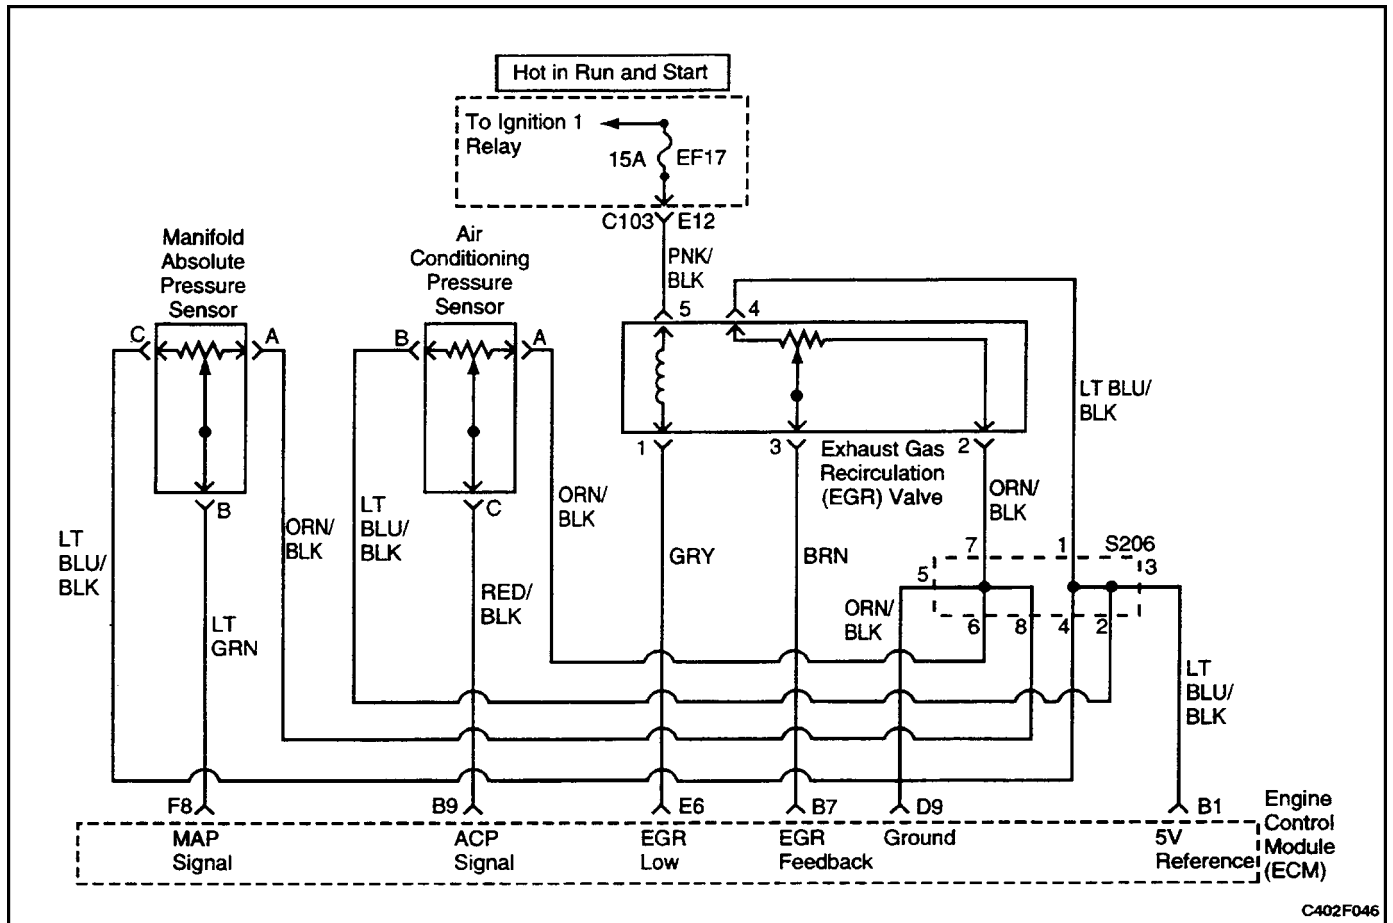 Hot in Run and Start
To Ignition 1
Relay
15A
EF17
C103
E12
PNK/
BLK
Manifold
Absolute
Pressure
Sensor
C
A
B
Air
Conditioning
Pressure
Sensor
B
A
C
5
4
1
3
2
Exhaust Gas
Recirculation
(EGR) Valve
LT BLU/
BLK
LT
BLU/
BLK
ORN/
BLK
LT
BLU/
BLK
ORN/
BLK
ORN/
BLK
LT
GRN
RED/
BLK
GRY
BRN
ORN/
BLK
7
1
S206
5
3
6
8
4
2
LT
BLU/
BLK
F8
B9
E6
B7
D9
B1
MAP
Signal
ACP
Signal
EGR
Low
EGR
Feedback
Ground
5V
Reference
Engine
Control
Module
(ECM)
C402F046